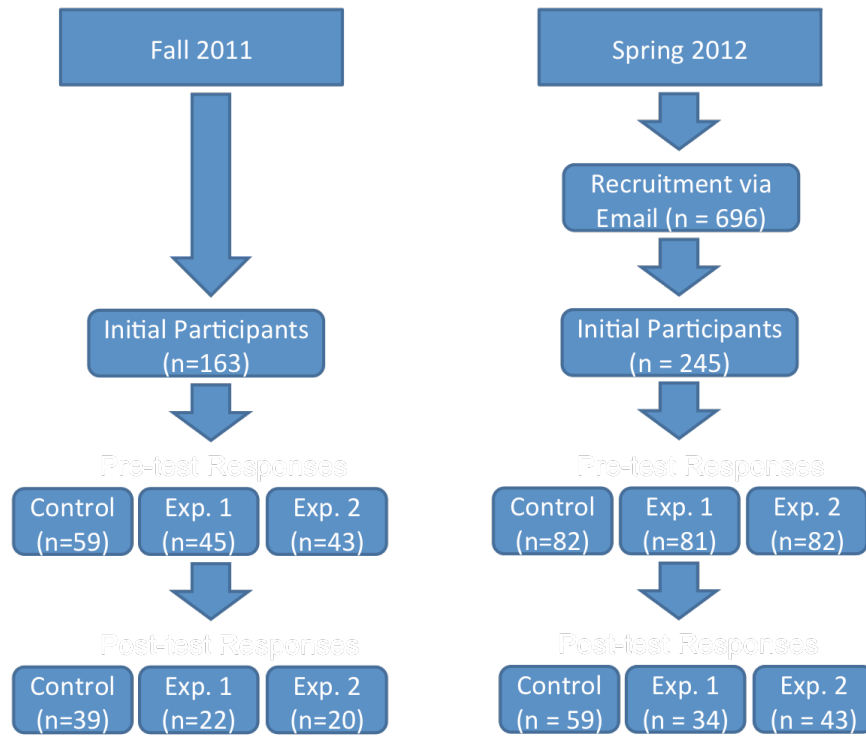 Fall 2011
Spring 2012
Recruitment via
Email (n = 696)
Initial Participants
(n=163)
Initial Participants
(n = 245)
Pre-test Responses
Pre-test Responses
Control
(n=59)
Exp. 1
(n=45)
Exp. 2
(n=43)
Control
(n=82)
Exp. 1
(n=81)
Exp. 2
(n=82)
Post-test Responses
Post-test Responses
Control
(n=39)
Exp. 1
(n=22)
Exp. 2
(n=20)
Control
(n = 59)
Exp. 1
(n = 34)
Exp. 2
(n = 43)